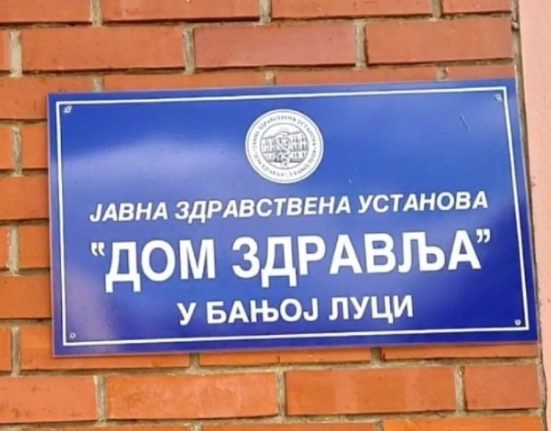 ЈАВНА ЗДРАВСТВЕНА УСТАНОВА
"ДОМ ЗДРАВЉА"
У БАЊОЈ ЛУЦИ